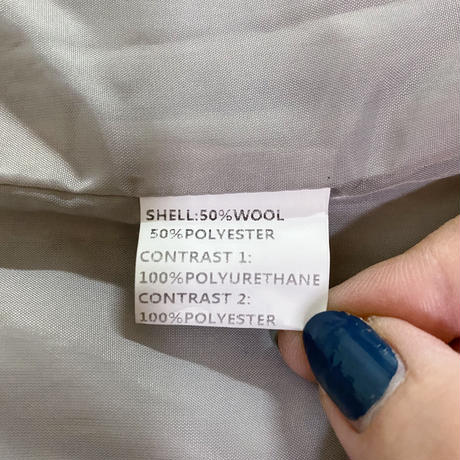 SHELL:50%WOOL
50%POLYESTER
CONTRAST 1:
100%POLYURETHANE
CONTRAST 2:
100%POLYESTER